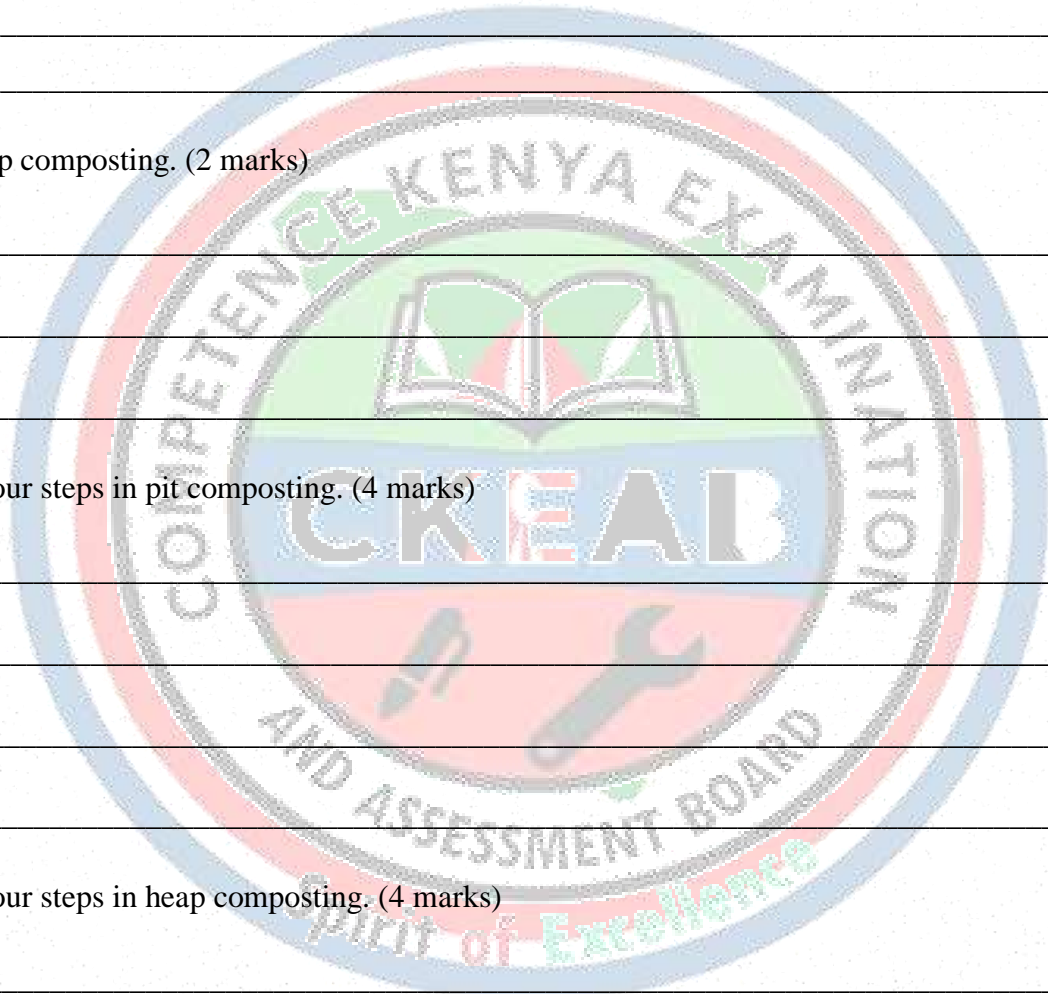 p composting. (2 marks)
COMPETENCE KENYA EXAMINATION
CKEAB
our steps in pit composting. (4 marks)
AND ASSESSMENT BOARD
Spirit of Excellence
our steps in heap composting. (4 marks)